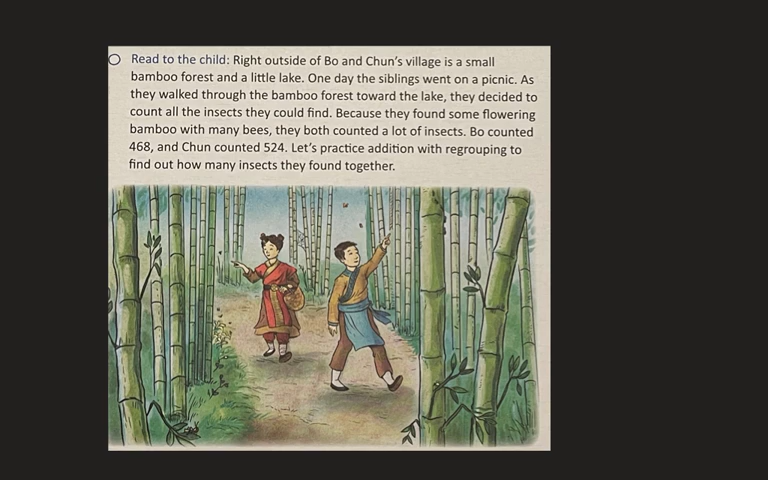 Read to the child: Right outside of Bo and Chun's village is a small
bamboo forest and a little lake. One day the siblings went on a picnic. As
they walked through the bamboo forest toward the lake, they decided to
count all the insects they could find. Because they found some flowering
bamboo with many bees, they both counted a lot of insects. Bo counted
468, and Chun counted 524. Let's practice addition with regrouping to
find out how many insects they found together.